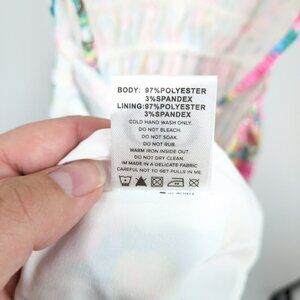 BODY: 97%POLYESTER
3%SPANDEX
LINING:97%POLYESTER
3%SPANDEX
COLD HAND WASH ONLY.
DO NOT BLEACH.
DO NOT SOAK.
DO NOT RUB.
WARM IRON INSIDE OUT.
DO NOT DRY CLEAN.
IM MADE IN A DELICATE FABRIC
CAREFUL NOT TO GET PULLS IN ME